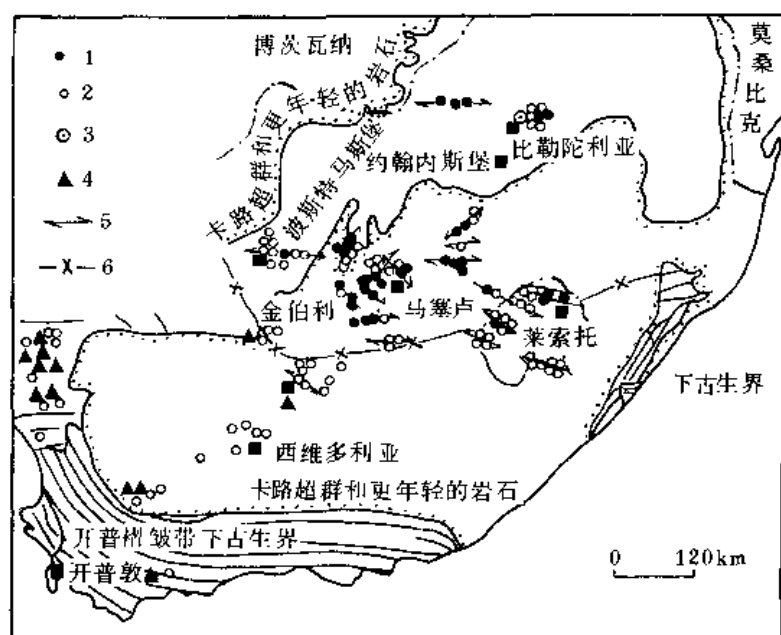 博茨瓦纳
莫桑比克
1
2
3
4
5
6
卡路超群和更年轻的岩石
波斯特马斯堡
约翰内斯堡
比勒陀利亚
金伯利
马塞卢
莱索托
下古生界
西维多利亚
卡路超群和更年轻的岩石
开普褶皱带下古生界
开普敦
0 120km